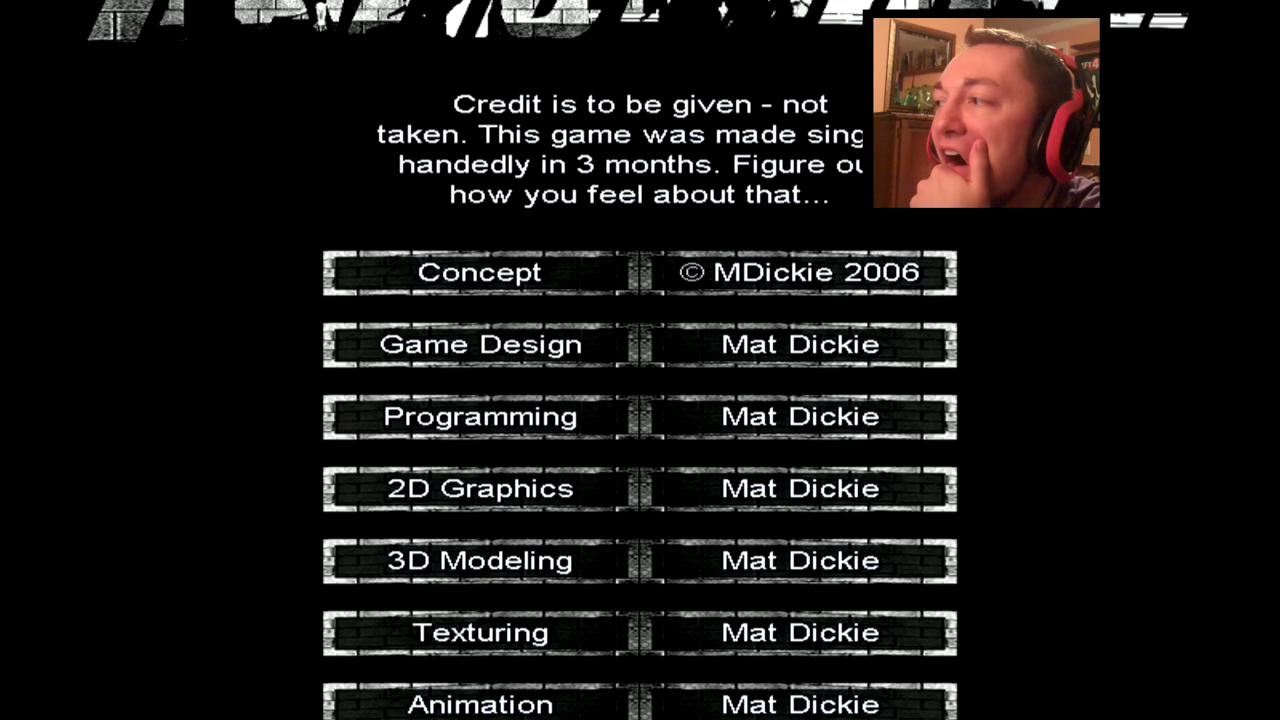 Credit is to be given - not
taken. This game was made sing
handedly in 3 months. Figure ou
how you feel about that...
Concept © MDickie 2006
Game Design Mat Dickie
Programming Mat Dickie
2D Graphics Mat Dickie
3D Modeling Mat Dickie
Texturing Mat Dickie
Animation Mat Dickie